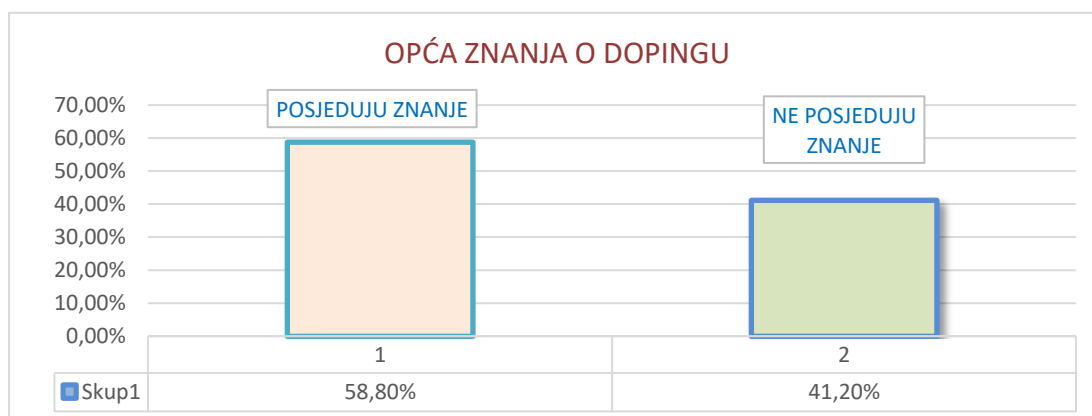 OPĆA ZNANJA O DOPINGU
70,00%
60,00%
50,00%
40,00%
30,00%
20,00%
10,00%
0,00%
POSJEDUJU ZNANJE
NE POSJEDUJU
ZNANJE
1 2
Skup1 58,80% 41,20%